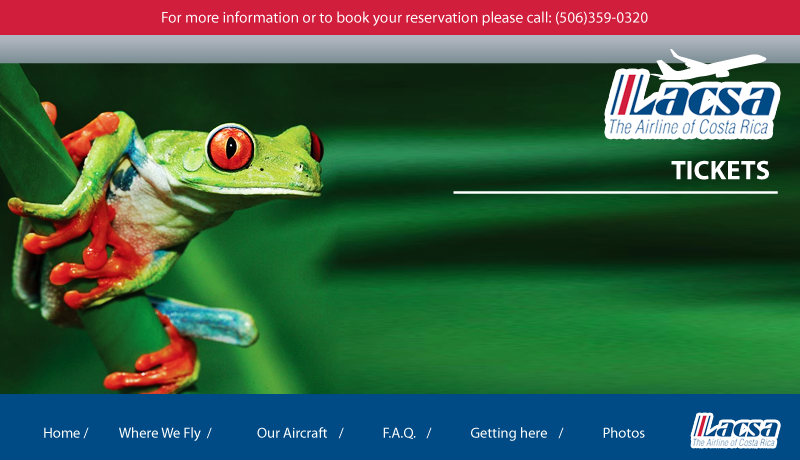 For more information or to book your reservation please call: (506)359-0320
Lacsa
The Airline of Costa Rica
TICKETS
Home / Where We Fly / Our Aircraft / F.A.Q. / Getting here / Photos
Lacsa
The Airline of Costa Rica